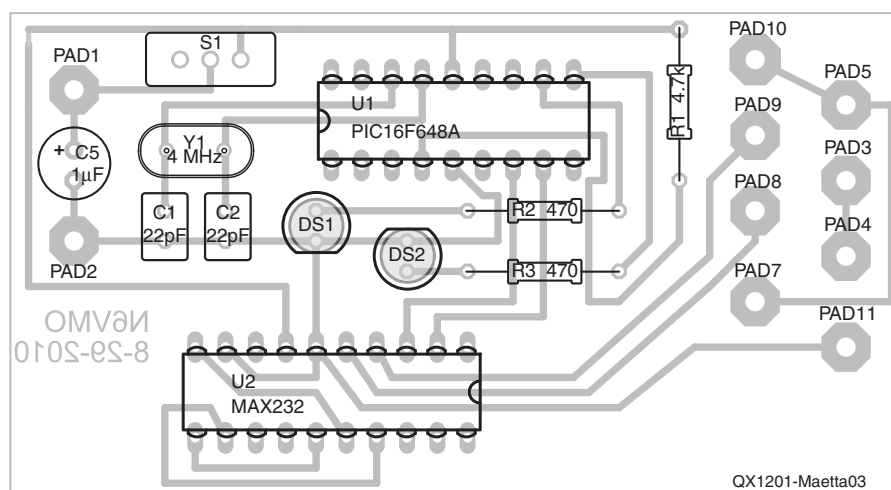 S1
PAD1
PAD10
PAD5
PAD9
U1
PIC16F648A
R1 4.7k
Y1
4 MHz
+ C5
1µF
PAD3
PAD8
C1
22pF
C2
22pF
DS1
R2 470
PAD4
PAD2
DS2
R3 470
PAD7
PAD11
N6VMO
8-29-2010
U2
MAX232
QX1201-Maetta03